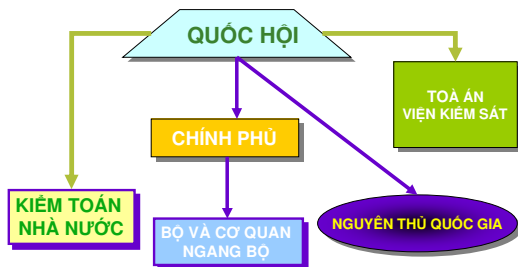 QUỐC HỘI
TOÀ ÁN
VIỆN KIỂM SÁT
CHÍNH PHỦ
KIỂM TOÁN
NHÀ NƯỚC
BỘ VÀ CƠ QUAN
NGANG BỘ
NGUYÊN THỦ QUỐC GIA